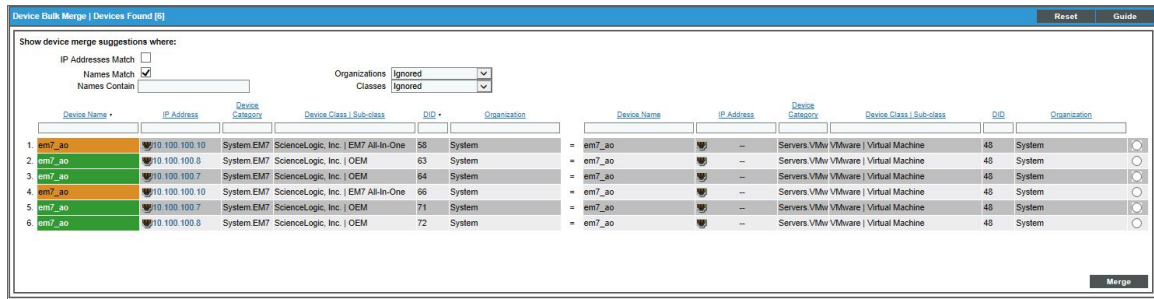 Device Bulk Merge | Devices Found [6] Reset Guide
Show device merge suggestions where:
IP Addresses Match
Names Match Organizations Ignored
Names Contain Classes Ignored
Device Name IP Address Device Category Device Class | Sub-class DID Organization Device Name IP Address Device Category Device Class | Sub-class DID Organization
1. em7_ao 10.100.100.10 System.EM7 ScienceLogic, Inc. | EM7 All-In-One 58 System = em7_ao -- Servers.VMw VMware | Virtual Machine 48 System
2. em7_ao 10.100.100.8 System.EM7 ScienceLogic, Inc. | OEM 63 System = em7_ao -- Servers.VMw VMware | Virtual Machine 48 System
3. em7_ao 10.100.100.7 System.EM7 ScienceLogic, Inc. | OEM 64 System = em7_ao -- Servers.VMw VMware | Virtual Machine 48 System
4. em7_ao 10.100.100.10 System.EM7 ScienceLogic, Inc. | EM7 All-In-One 66 System = em7_ao -- Servers.VMw VMware | Virtual Machine 48 System
5. em7_ao 10.100.100.7 System.EM7 ScienceLogic, Inc. | OEM 71 System = em7_ao -- Servers.VMw VMware | Virtual Machine 48 System
6. em7_ao 10.100.100.8 System.EM7 ScienceLogic, Inc. | OEM 72 System = em7_ao -- Servers.VMw VMware | Virtual Machine 48 System
Merge